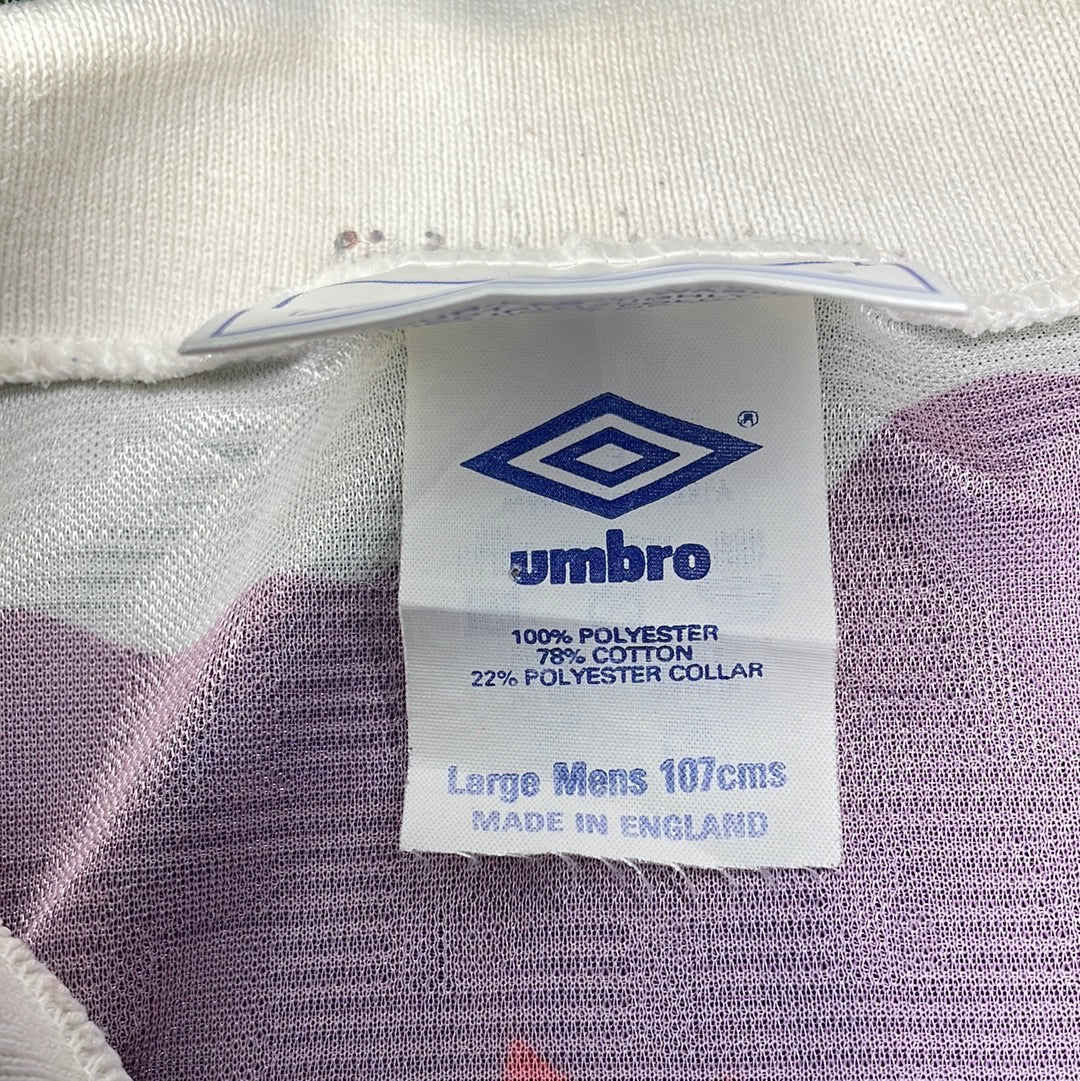 ®
umbro
100% POLYESTER
78% COTTON
22% POLYESTER COLLAR
Large Mens 107cms
MADE IN ENGLAND